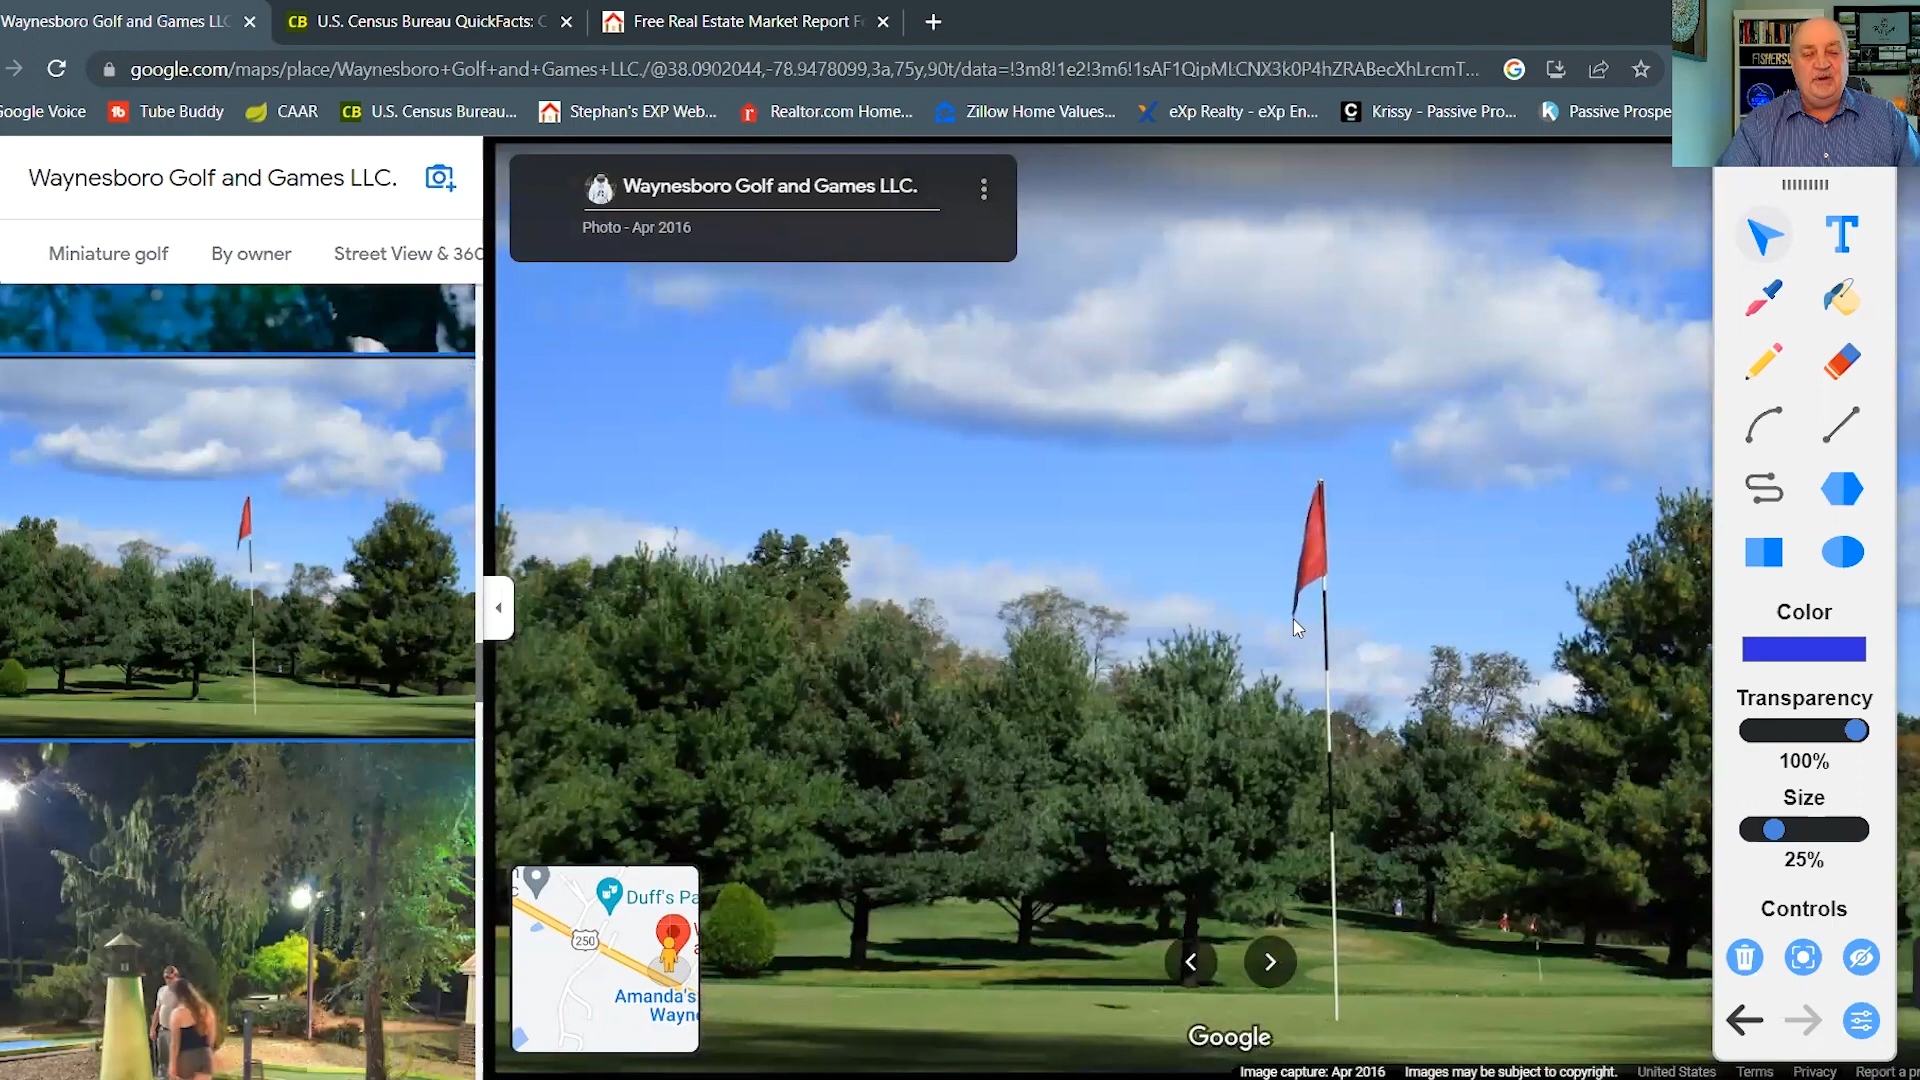 Waynesboro Golf and Games LLC
U.S. Census Bureau QuickFacts: C
Free Real Estate Market Report F
google.com/maps/place/Waynesboro+Golf+and+Games+LLC./@38.0902044,-78.9478099,3a,75y,90t/data=!3m8!1e2!3m6!1sAF1QipMLCNX3k0P4hZRABecXhLrcmT...
oogle Voice
Tube Buddy
CAAR
CB U.S. Census Bureau...
Stephan's EXP Web...
Realtor.com Home...
Zillow Home Values...
eXp Realty - eXp En...
Krissy - Passive Pro...
Passive Prospe
FISHERS
Waynesboro Golf and Games LLC.
Miniature golf
By owner
Street View & 360
Waynesboro Golf and Games LLC.
Photo - Apr 2016
Duff's Pa
250
Amanda's
Wayn
Google
Image capture: Apr 2016
Images may be subject to copyright.
United States
Terms
Privacy
Report a pr
T
Color
Transparency
100%
Size
25%
Controls